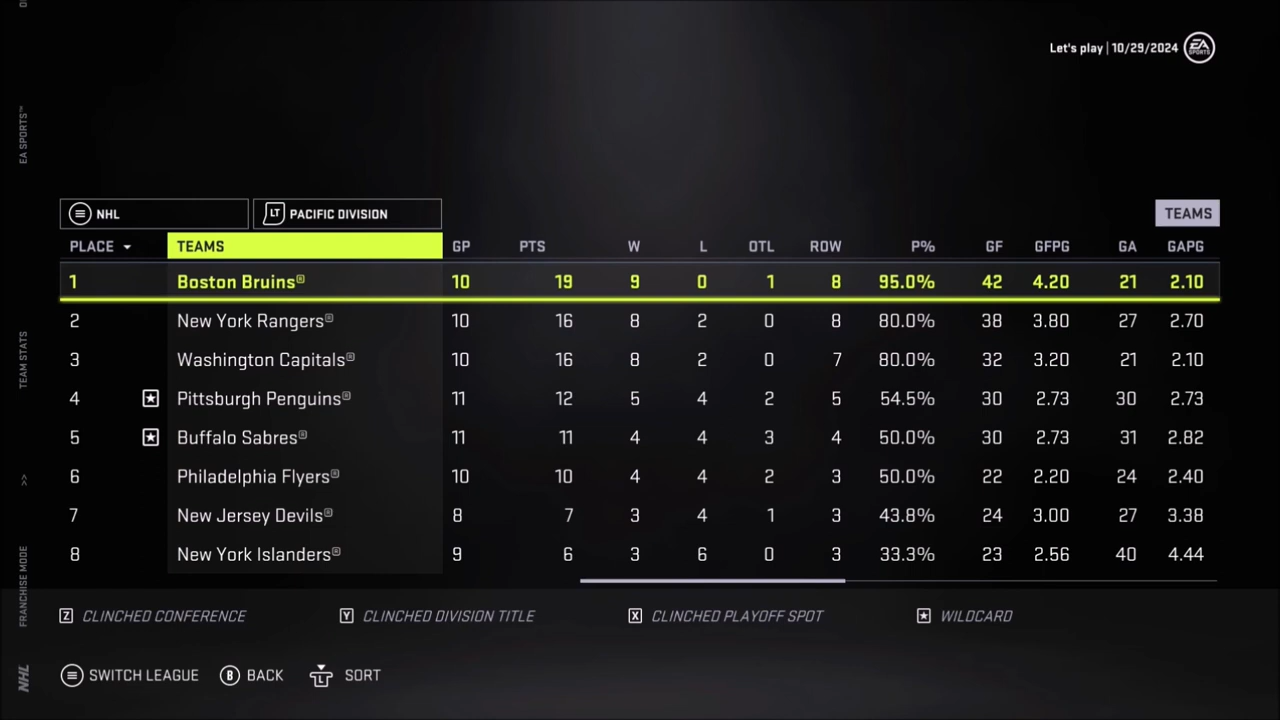 Let's play | 10/29/2024 EA SPORTS
EA SPORTS™
TEAM STATS
>>
FRANCHISE MODE
NHL
NHL LT PACIFIC DIVISION TEAMS
PLACE TEAMS GP PTS W L OTL ROW P% GF GFPG GA GAPG
1 Boston Bruins® 10 19 9 0 1 8 95.0% 42 4.20 21 2.10
2 New York Rangers® 10 16 8 2 0 8 80.0% 38 3.80 27 2.70
3 Washington Capitals® 10 16 8 2 0 7 80.0% 32 3.20 21 2.10
4 Pittsburgh Penguins® 11 12 5 4 2 5 54.5% 30 2.73 30 2.73
5 Buffalo Sabres® 11 11 4 4 3 4 50.0% 30 2.73 31 2.82
6 Philadelphia Flyers® 10 10 4 4 2 3 50.0% 22 2.20 24 2.40
7 New Jersey Devils® 8 7 3 4 1 3 43.8% 24 3.00 27 3.38
8 New York Islanders® 9 6 3 6 0 3 33.3% 23 2.56 40 4.44
Z CLINCHED CONFERENCE Y CLINCHED DIVISION TITLE X CLINCHED PLAYOFF SPOT ★ WILDCARD
SWITCH LEAGUE B BACK L SORT